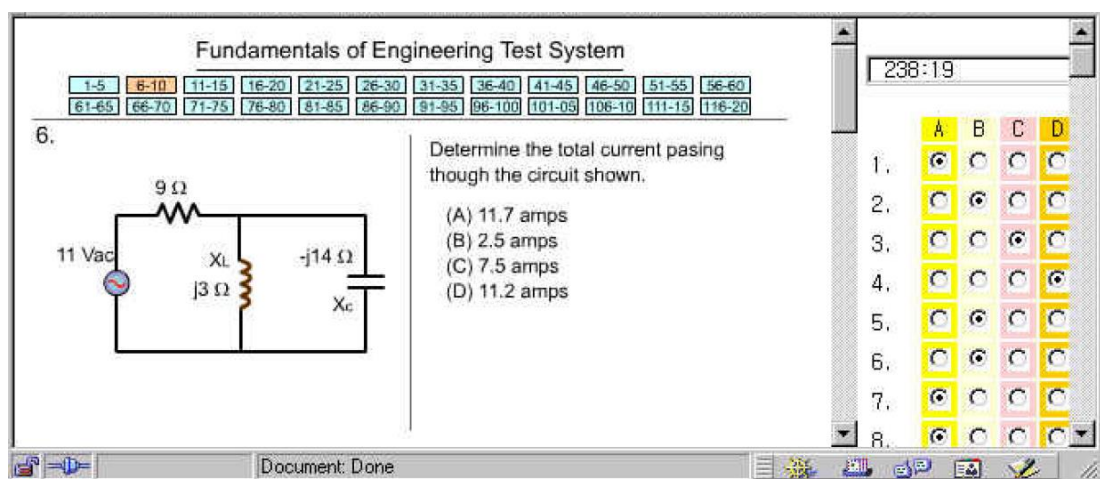 Fundamentals of Engineering Test System
1-5 6-10 11-15 16-20 21-25 26-30 31-35 36-40 41-45 46-50 51-55 56-60
61-65 66-70 71-75 76-80 81-85 86-90 91-95 96-100 101-05 106-10 111-15 116-20
6.
9 Ω
11 Vac
XL
j3 Ω
-j14 Ω
Xc
Determine the total current pasing
though the circuit shown.
(A) 11.7 amps
(B) 2.5 amps
(C) 7.5 amps
(D) 11.2 amps
238:19
A B C D
1.
2.
3.
4.
5.
6.
7.
8.
Document: Done